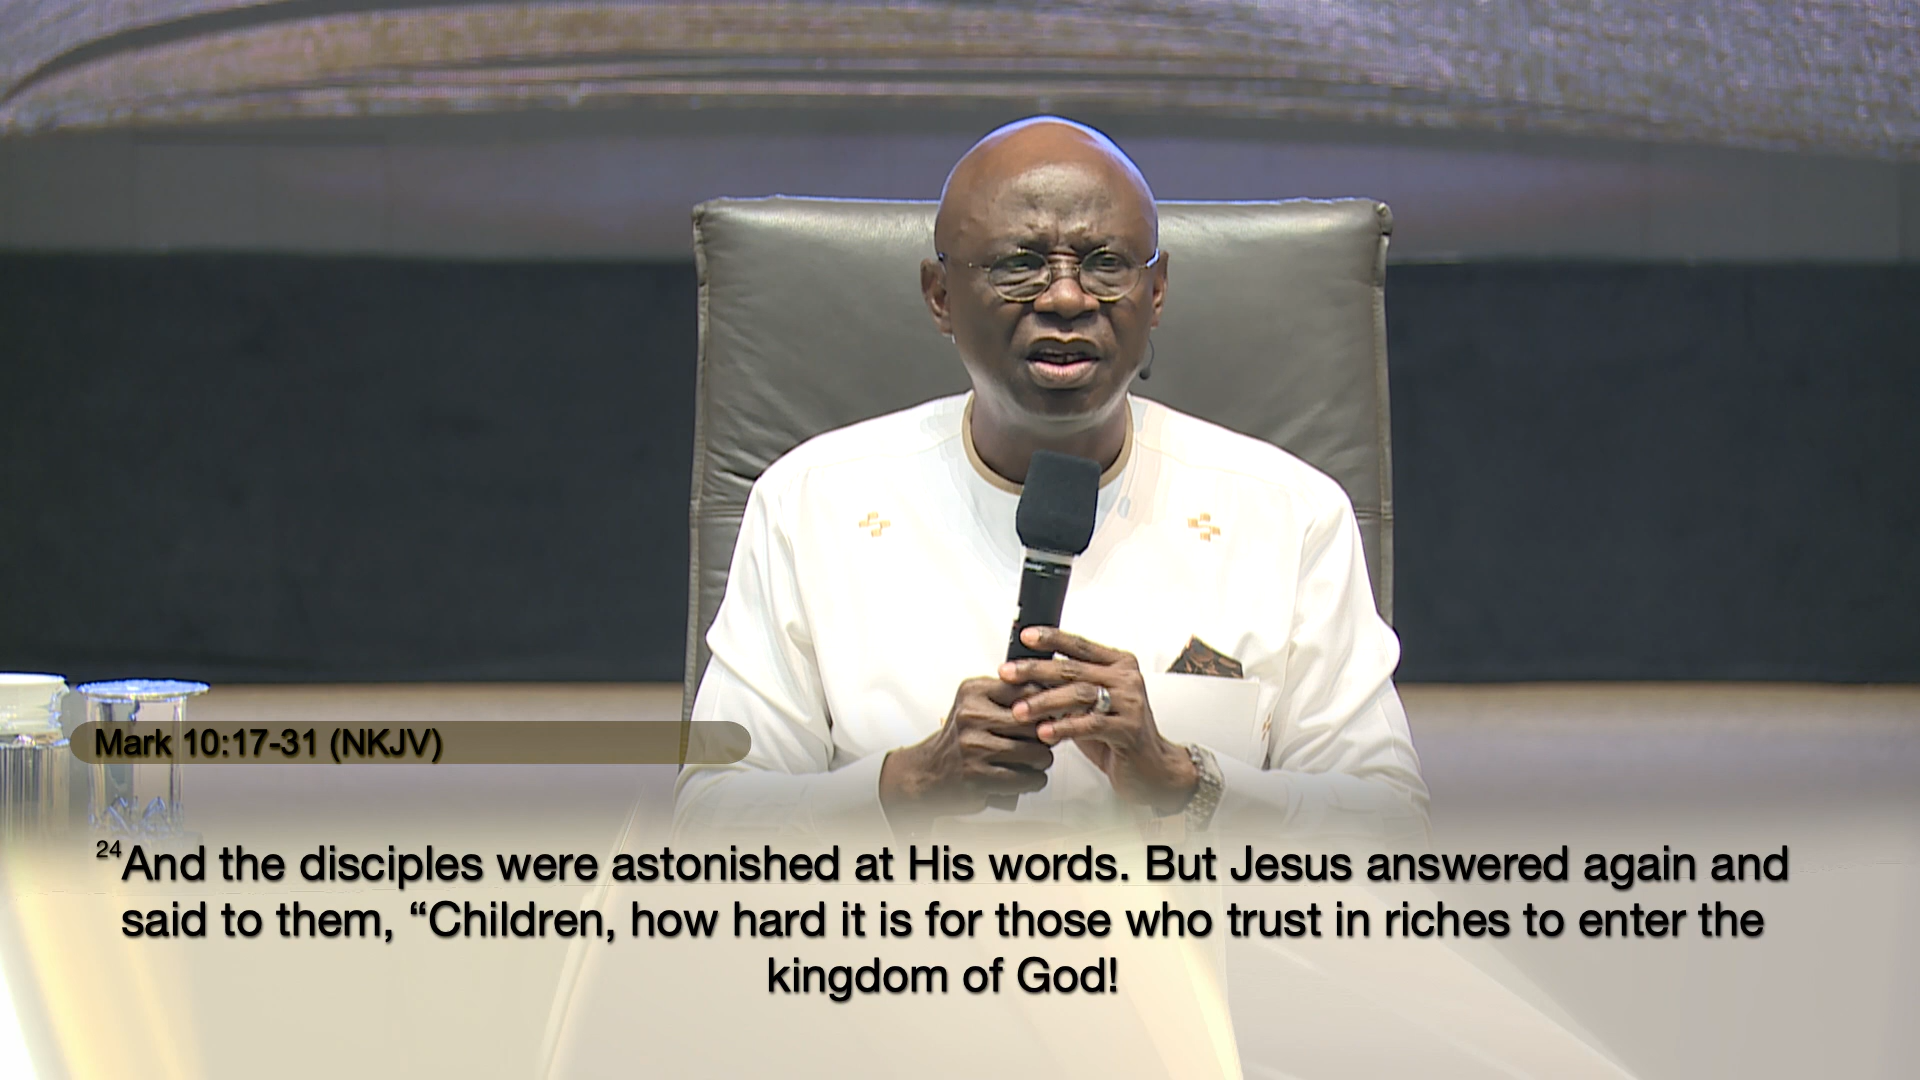 Mark 10:17-31 (NKJV)
24And the disciples were astonished at His words. But Jesus answered again and
said to them, “Children, how hard it is for those who trust in riches to enter the
kingdom of God!